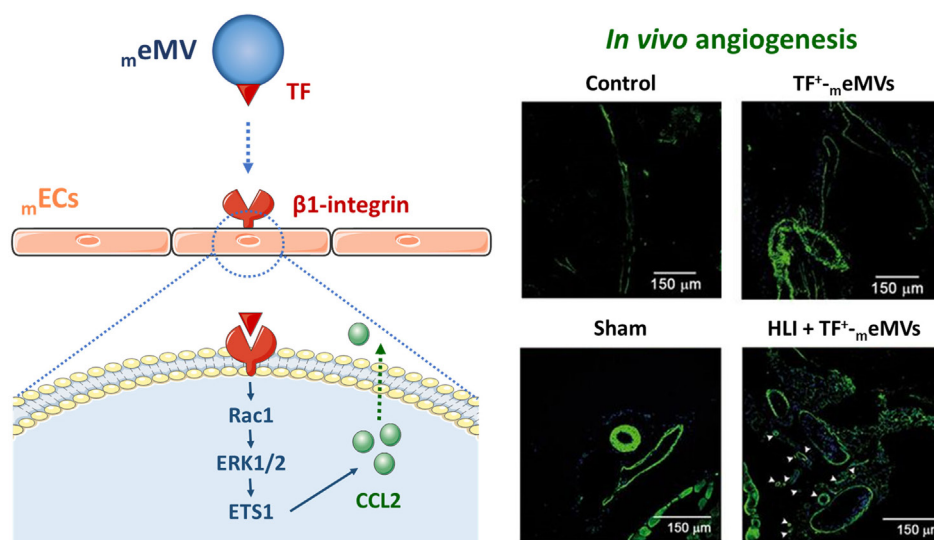 meMV
TF
mECs
β1-integrin
Rac1
ERK1/2
ETS1
CCL2
In vivo angiogenesis
Control
TF⁺-meMVs
150 μm
150 μm
Sham
HLI + TF⁺-meMVs
150 μm
150 μm